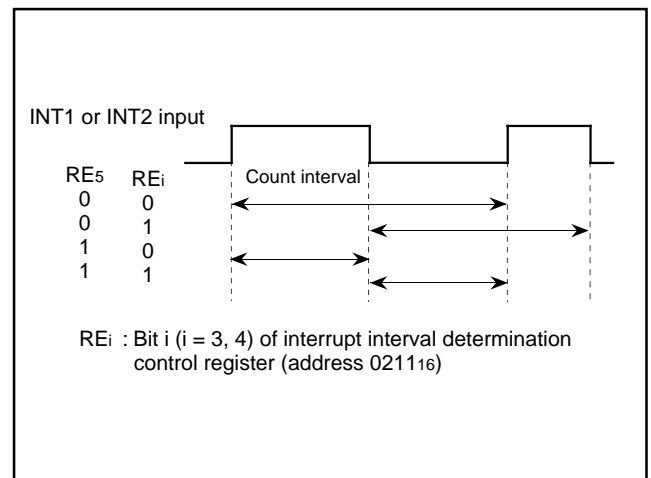 INT1 or INT2 input
RE5 REi Count interval
0 0
0 1
1 0
1 1
REi : Bit i (i = 3, 4) of interrupt interval determination
control register (address 021116)